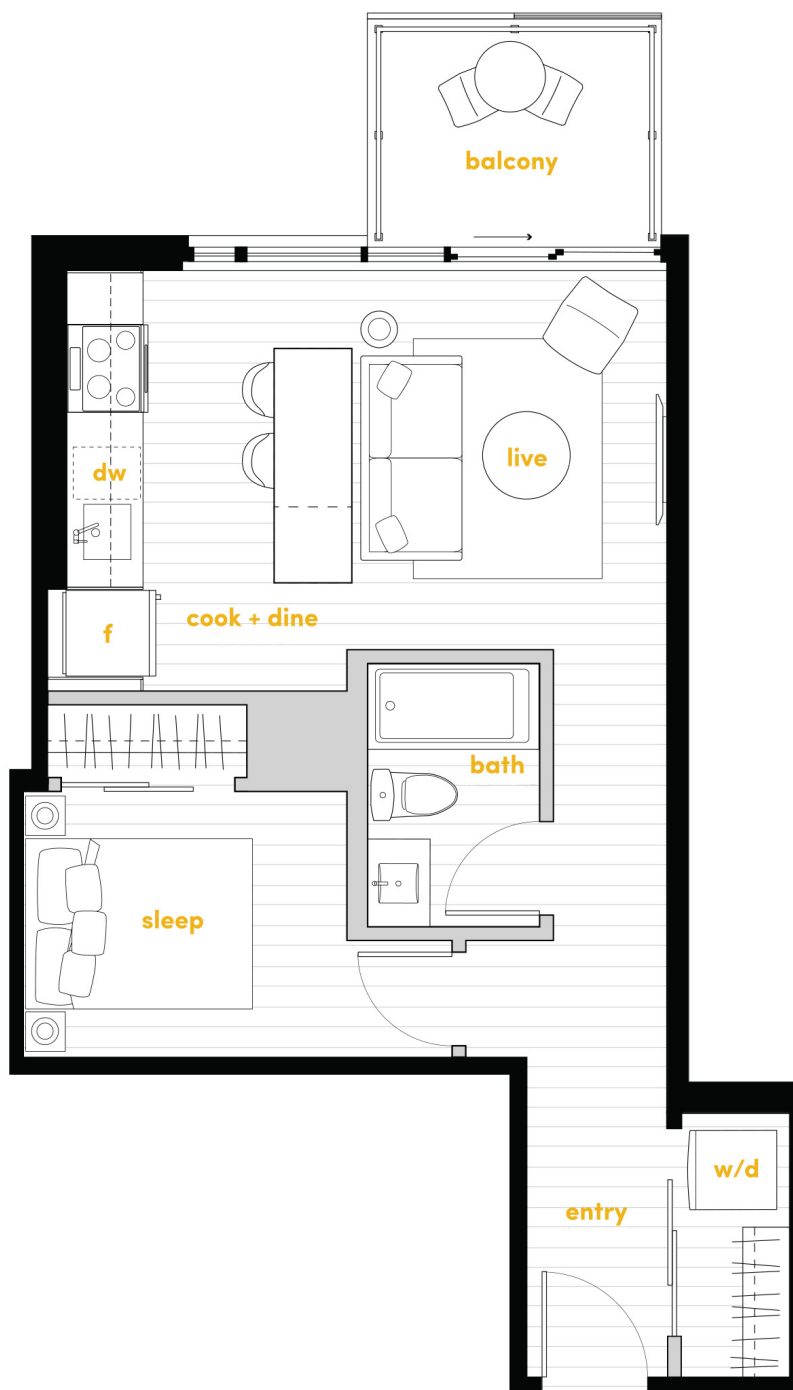 balcony
dw
live
f
cook + dine
bath
sleep
w/d
entry